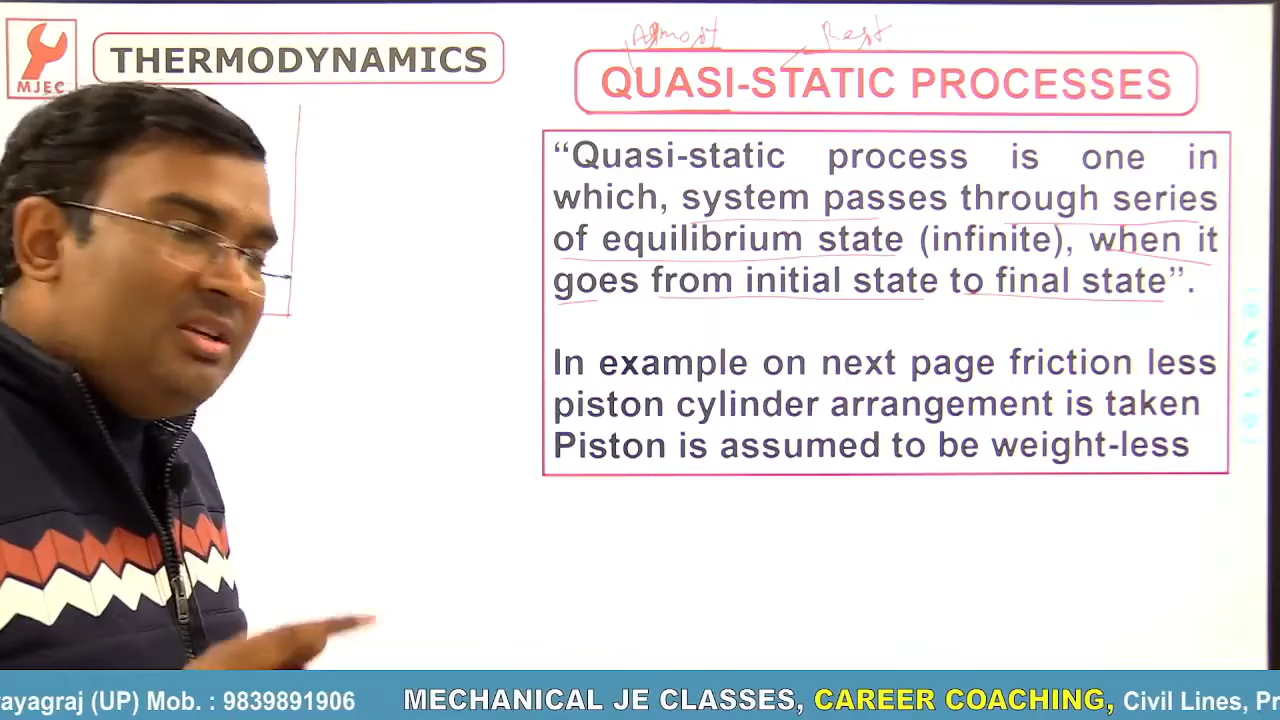 Almost Rest
MJEC
THERMODYNAMICS
QUASI-STATIC PROCESSES
“Quasi-static process is one in
which, system passes through series
of equilibrium state (infinite), when it
goes from initial state to final state”.
In example on next page friction less
piston cylinder arrangement is taken
Piston is assumed to be weight-less
rayagraj (UP) Mob. : 9839891906 MECHANICAL JE CLASSES, CAREER COACHING, Civil Lines, Pr